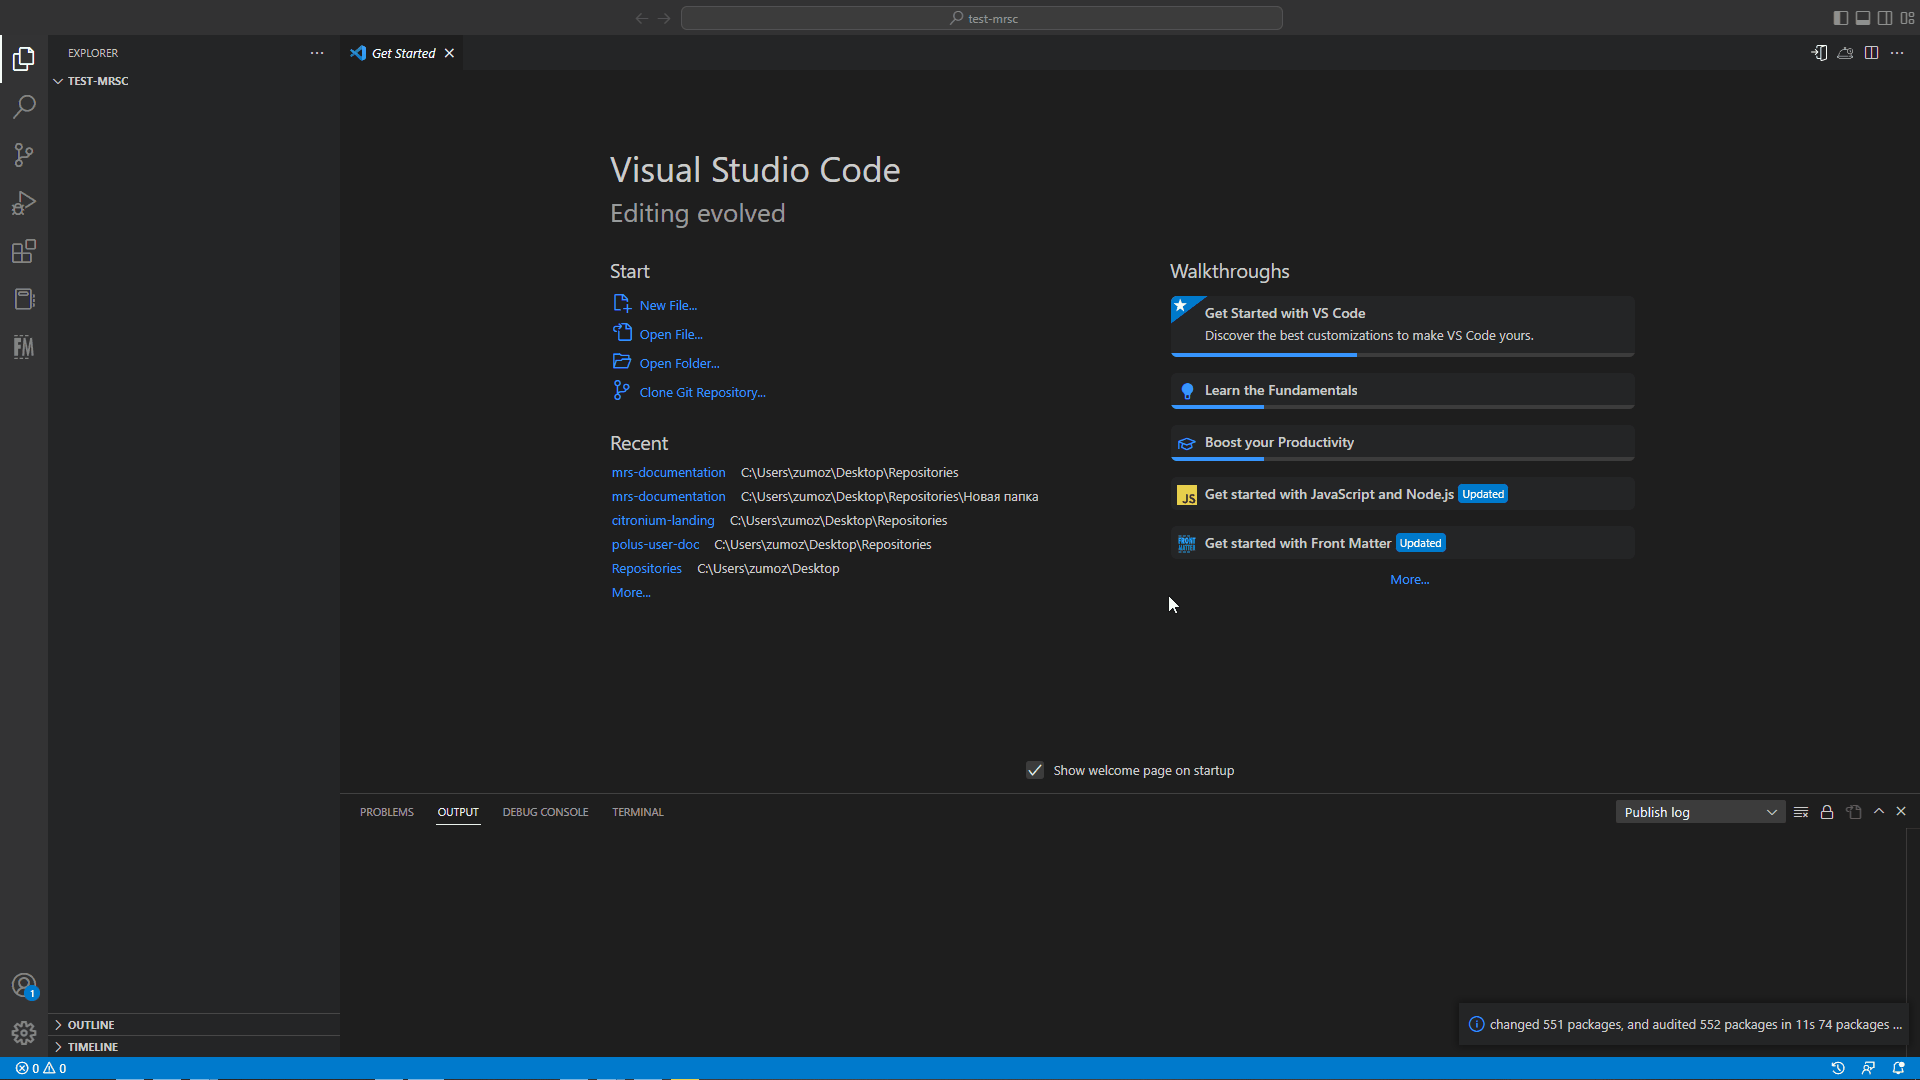 test-mrsc
EXPLORER
TEST-MRSC
Get Started
Visual Studio Code
Editing evolved
Start
New File...
Open File...
Open Folder...
Clone Git Repository...
Recent
mrs-documentation C:\Users\zumoz\Desktop\Repositories
mrs-documentation C:\Users\zumoz\Desktop\Repositories\Новая папка
citronium-landing C:\Users\zumoz\Desktop\Repositories
polus-user-doc C:\Users\zumoz\Desktop\Repositories
Repositories C:\Users\zumoz\Desktop
More...
Walkthroughs
Get Started with VS Code
Discover the best customizations to make VS Code yours.
Learn the Fundamentals
Boost your Productivity
JS Get started with JavaScript and Node.js Updated
FRONT MATTER Get started with Front Matter Updated
More...
Show welcome page on startup
PROBLEMS OUTPUT DEBUG CONSOLE TERMINAL
Publish log
FM
1
OUTLINE
TIMELINE
changed 551 packages, and audited 552 packages in 11s 74 packages ...
0 0